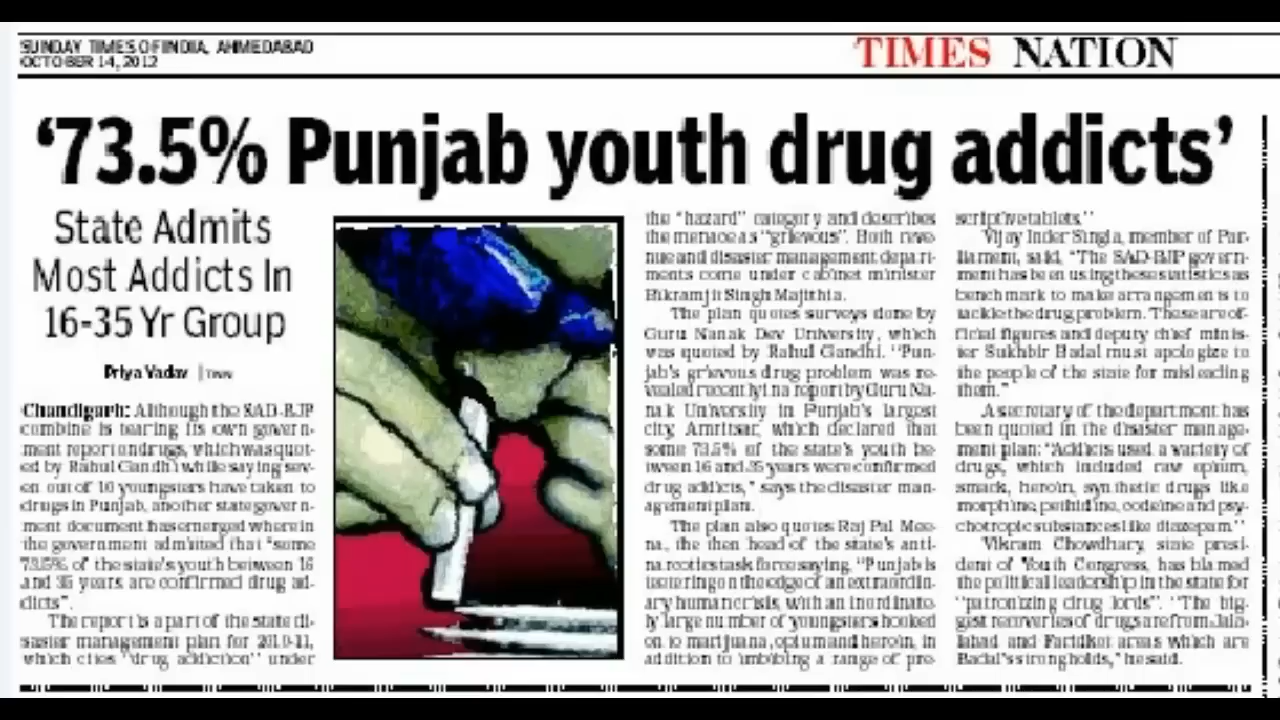 SUNDAY TIMES OF INDIA, AHMEDABAD
OCTOBER 14, 2012
TIMES NATION
‘73.5% Punjab youth drug addicts’
State Admits
Most Addicts In
16-35 Yr Group
Priya Yadav | TNN
Chandigarh: Although the SAD-BJP
combine is tearing its own govern-
ment report on drugs, which was quot-
ed by Rahul Gandhi while saying sev-
en out of 10 youngsters have taken to
drugs in Punjab, another state govern-
ment document has emerged where in
the government admitted that “some
73.5% of the state's youth between 16
and 35 years are confirmed drug ad-
dicts”.
The report is a part of the state di-
saster management plan for 2010-11,
which cites “drug addiction” under
the “hazard” category and describes
the menace as “grievous”. Both reve-
nue and disaster management depart-
ments come under cabinet minister
Bikramjit Singh Majithia.
The plan quotes surveys done by
Guru Nanak Dev University, which
was quoted by Rahul Gandhi. “Pun-
jab's grievous drug problem was re-
vealed recently in a report by Guru Na-
nak University in Punjab's largest
city, Amritsar, which declared that
some 73.5% of the state's youth be-
tween 16 and 35 years were confirmed
drug addicts,” says the disaster man-
agement plan.
The plan also quotes Raj Pal Mee-
na, the then head of the state's anti-
narcotics task force saying, “Punjab is
teetering on the edge of an extraordin-
ary human crisis, with an inordinate-
ly large number of youngsters hooked
on to marijuana, opium and heroin, in
addition to imbibing a range of pre-
scriptive tablets.”
Vijay Inder Singla, member of Par-
liament, said, “The SAD-BJP govern-
ment has been using these statistics as
benchmark to make arrangements to
tackle the drug problem. These are of-
ficial figures and deputy chief minis-
ter Sukhbir Badal must apologize to
the people of the state for misleading
them.”
A secretary of the department has
been quoted in the disaster manage-
ment plan: “Addicts used a variety of
drugs, which included raw opium,
smack, heroin, synthetic drugs like
morphine, pethidine, codeine and psy-
chotropic substances like diazepam.”
Vikram Chowdhary, state presi-
dent of Youth Congress, has blamed
the political leadership in the state for
“patronizing drug lords”. “The big-
gest recoveries of drugs are from Jala-
labad and Faridkot areas which are
Badal's strongholds,” he said.